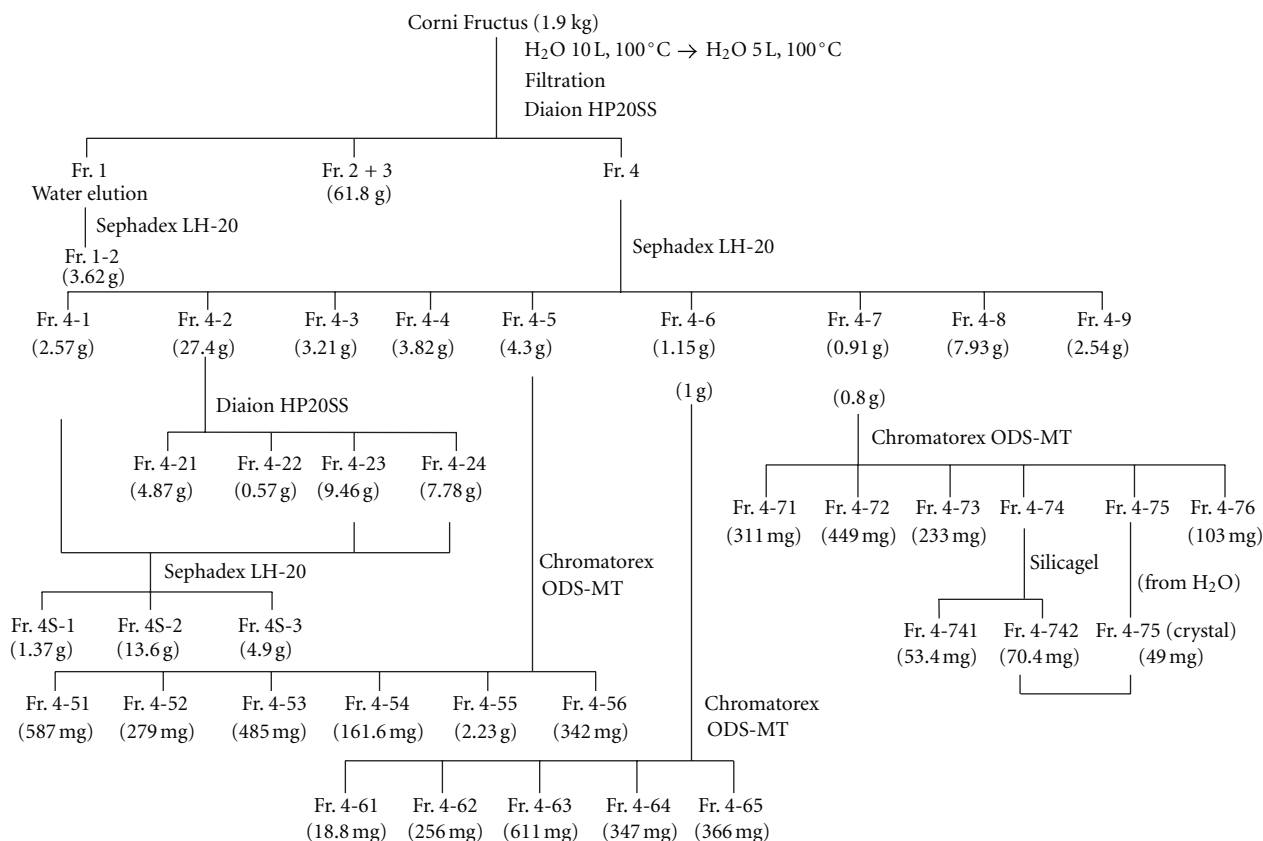 Corni Fructus (1.9 kg)
H₂O 10 L, 100°C → H₂O 5 L, 100°C
Filtration
Diaion HP20SS
Fr. 1
Water elution
Fr. 2 + 3
(61.8 g)
Fr. 4
Sephadex LH-20
Fr. 1-2
(3.62 g)
Sephadex LH-20
Fr. 4-1
(2.57 g)
Fr. 4-2
(27.4 g)
Fr. 4-3
(3.21 g)
Fr. 4-4
(3.82 g)
Fr. 4-5
(4.3 g)
Fr. 4-6
(1.15 g)
Fr. 4-7
(0.91 g)
Fr. 4-8
(7.93 g)
Fr. 4-9
(2.54 g)
(1 g)
(0.8 g)
Diaion HP20SS
Chromatorex ODS-MT
Fr. 4-21
(4.87 g)
Fr. 4-22
(0.57 g)
Fr. 4-23
(9.46 g)
Fr. 4-24
(7.78 g)
Fr. 4-71
(311 mg)
Fr. 4-72
(449 mg)
Fr. 4-73
(233 mg)
Fr. 4-74
Fr. 4-75
Fr. 4-76
(103 mg)
Sephadex LH-20
Chromatorex
ODS-MT
Silicagel
(from H₂O)
Fr. 4S-1
(1.37 g)
Fr. 4S-2
(13.6 g)
Fr. 4S-3
(4.9 g)
Fr. 4-741
(53.4 mg)
Fr. 4-742
(70.4 mg)
Fr. 4-75 (crystal)
(49 mg)
Fr. 4-51
(587 mg)
Fr. 4-52
(279 mg)
Fr. 4-53
(485 mg)
Fr. 4-54
(161.6 mg)
Fr. 4-55
(2.23 g)
Fr. 4-56
(342 mg)
Chromatorex
ODS-MT
Fr. 4-61
(18.8 mg)
Fr. 4-62
(256 mg)
Fr. 4-63
(611 mg)
Fr. 4-64
(347 mg)
Fr. 4-65
(366 mg)